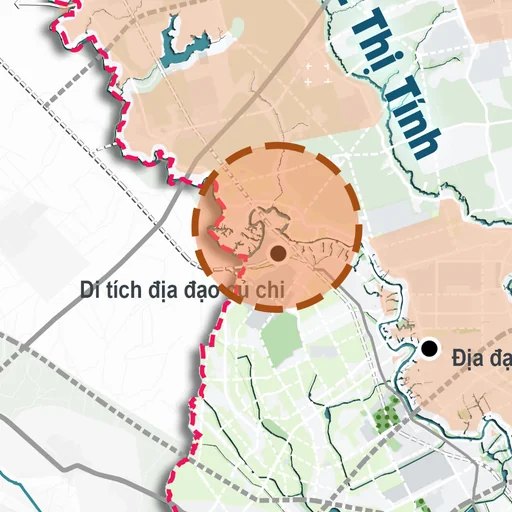 Thị Tính
Di tích địa đạo củ chi
Địa đạ